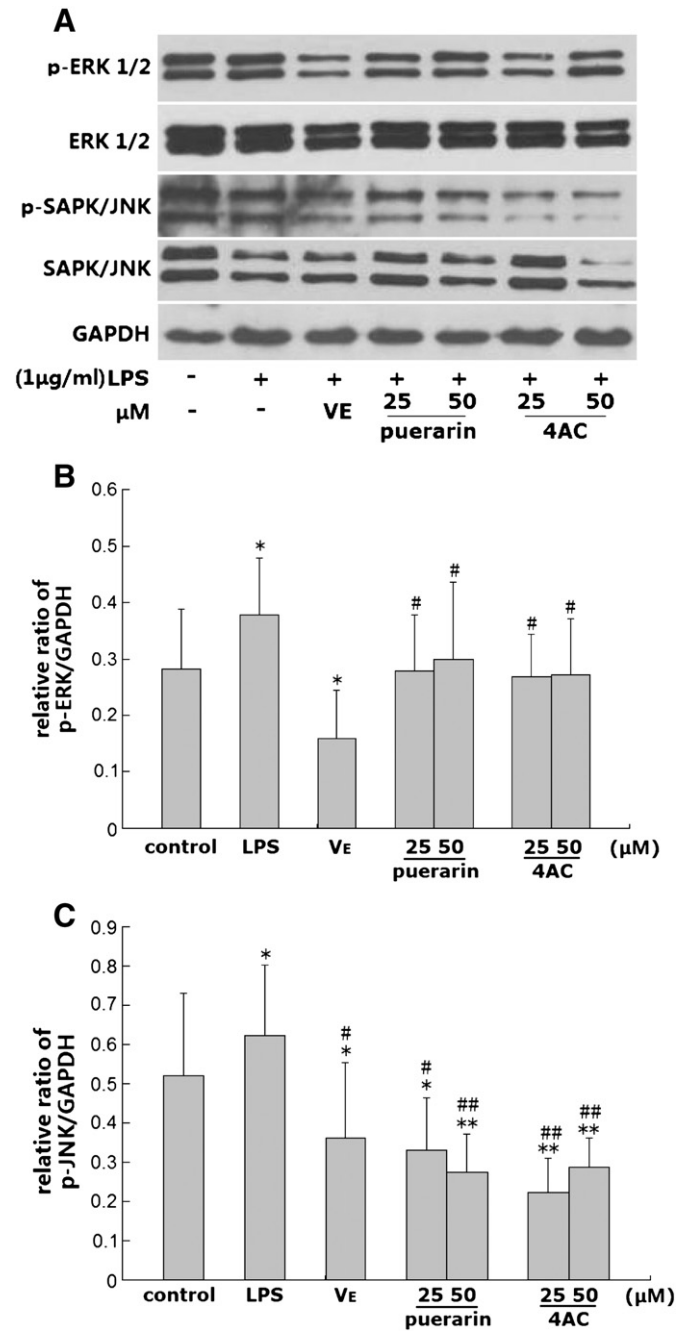 A
p-ERK 1/2
ERK 1/2
p-SAPK/JNK
SAPK/JNK
GAPDH
(1μg/ml)LPS - + + + + + +
μM - - VE 25 50 25 50
puerarin 4AC
B
relative ratio of
p-ERK/GAPDH
0.6
0.5
0.4
0.3
0.2
0.1
0
* * # # # #
control LPS VE 25 50 25 50 (μM)
puerarin 4AC
C
relative ratio of
p-JNK/GAPDH
0.9
0.8
0.7
0.6
0.5
0.4
0.3
0.2
0.1
0
* # # ## ## ##
* * ** ** **
control LPS VE 25 50 25 50 (μM)
puerarin 4AC